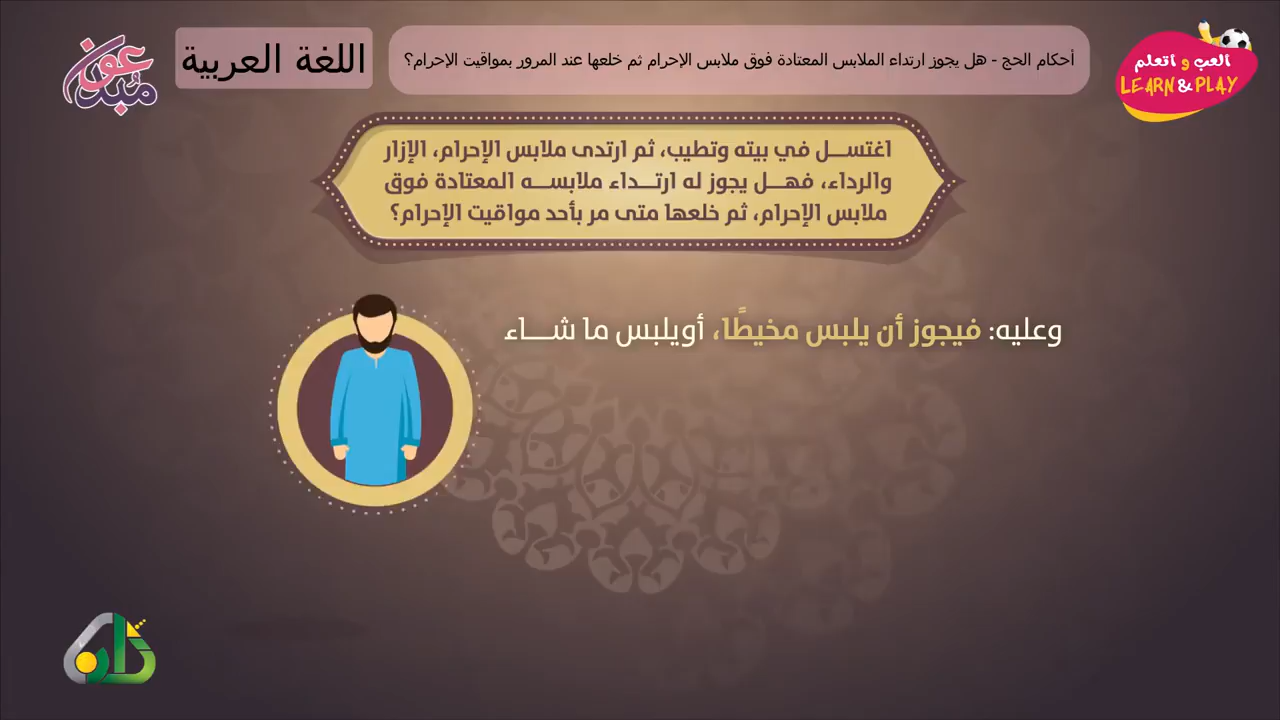 مبدعون
اللغة العربية
أحكام الحج - هل يجوز ارتداء الملابس المعتادة فوق ملابس الإحرام ثم خلعها عند المرور بمواقيت الإحرام؟
العب و اتعلم
LEARN & PLAY
اغتســل في بيته وتطيب، ثم ارتدى ملابس الإحرام، الإزار
والرداء، فهــل يجوز له ارتــداء ملابســه المعتادة فوق
ملابس الإحرام، ثم خلعها متى مر بأحد مواقيت الإحرام؟
وعليه: فيجوز أن يلبس مخيطًا، أويلبس ما شـــاء